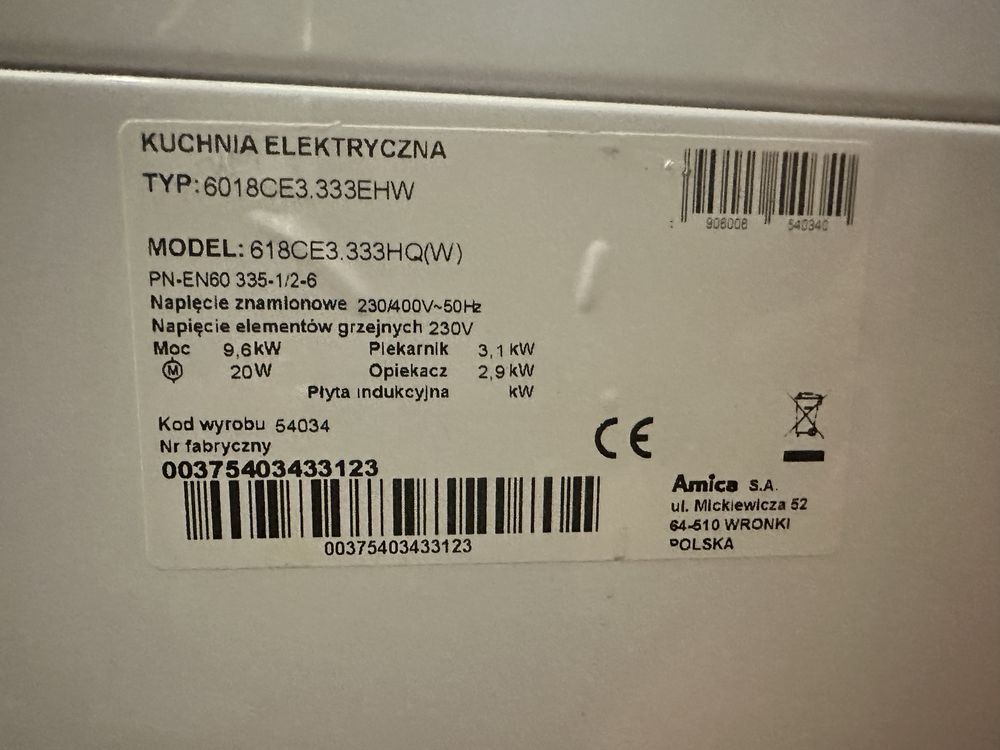 KUCHNIA ELEKTRYCZNA
TYP: 6018CE3.333EHW
906006 540340
MODEL: 618CE3.333HQ(W)
PN-EN60 335-1/2-6
Napięcie znamionowe 230/400V~50Hz
Napięcie elementów grzejnych 230V
Moc 9,6kW Piekarnik 3,1 kW
M 20W Opiekacz 2,9 kW
Płyta indukcyjna kW
Kod wyrobu 54034
Nr fabryczny
00375403433123
00375403433123
CE
Amica S.A.
ul. Mickiewicza 52
64-510 WRONKI
POLSKA